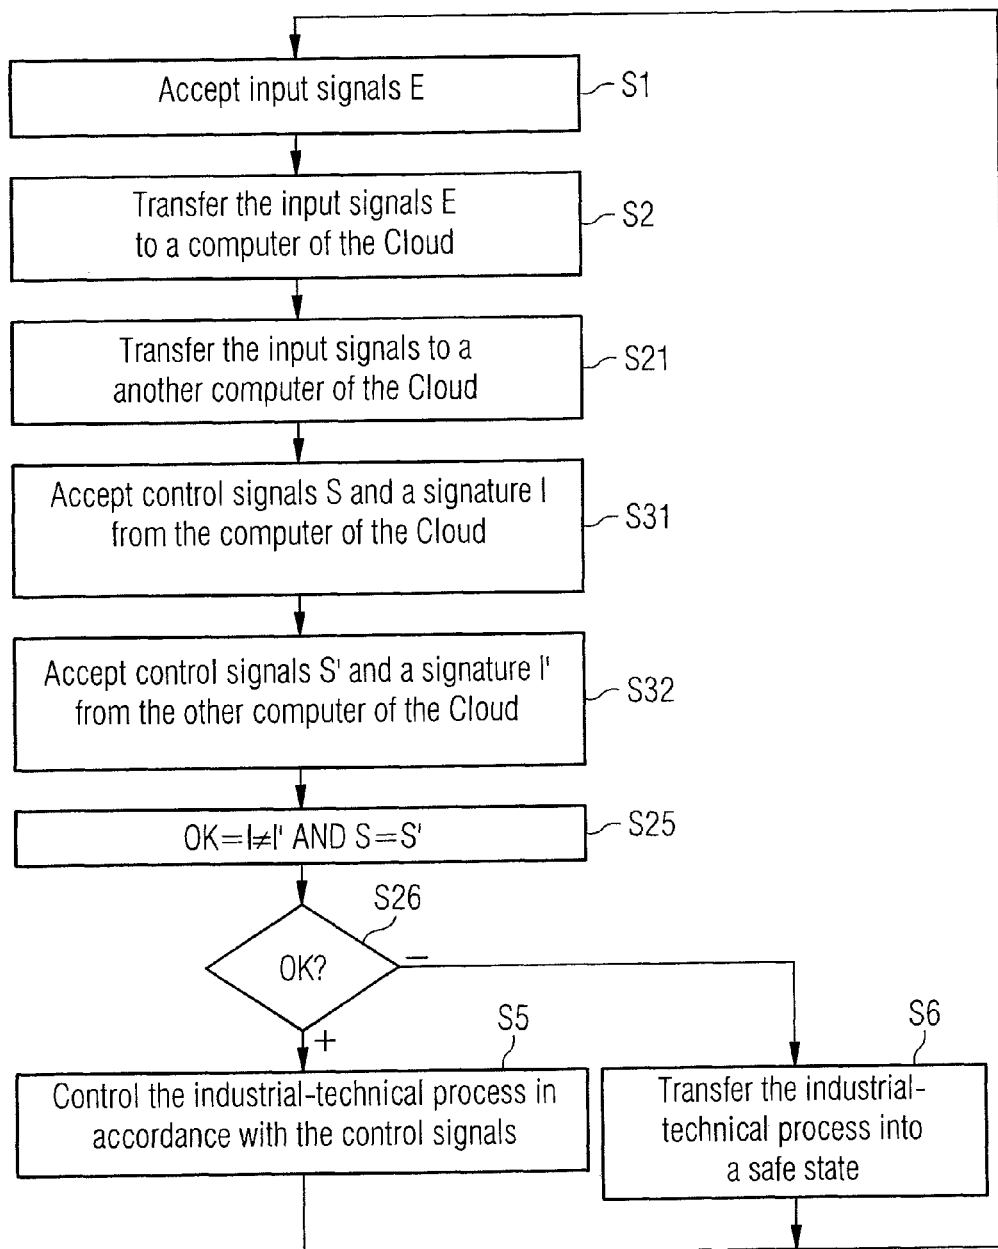 Accept input signals E
S1
Transfer the input signals E
to a computer of the Cloud
S2
Transfer the input signals to a
another computer of the Cloud
S21
Accept control signals S and a signature I
from the computer of the Cloud
S31
Accept control signals S' and a signature I'
from the other computer of the Cloud
S32
OK=I≠I' AND S=S'
S25
S26
OK?
−
+
S5
Control the industrial-technical process in
accordance with the control signals
S6
Transfer the industrial-
technical process into
a safe state